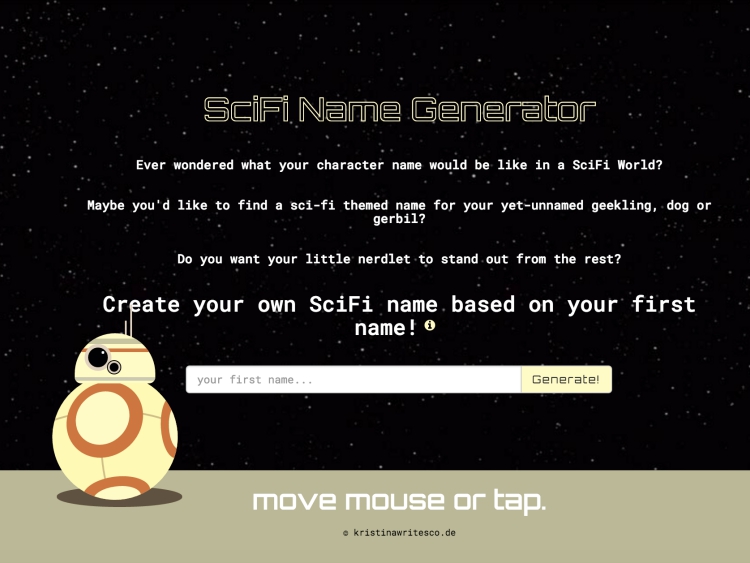 SciFi Name Generator
Ever wondered what your character name would be like in a SciFi World?
Maybe you'd like to find a sci-fi themed name for your yet-unnamed geekling, dog or
gerbil?
Do you want your little nerdlet to stand out from the rest?
Create your own SciFi name based on your first
name! i
your first name...
Generate!
move mouse or tap.
© kristinawritesco.de